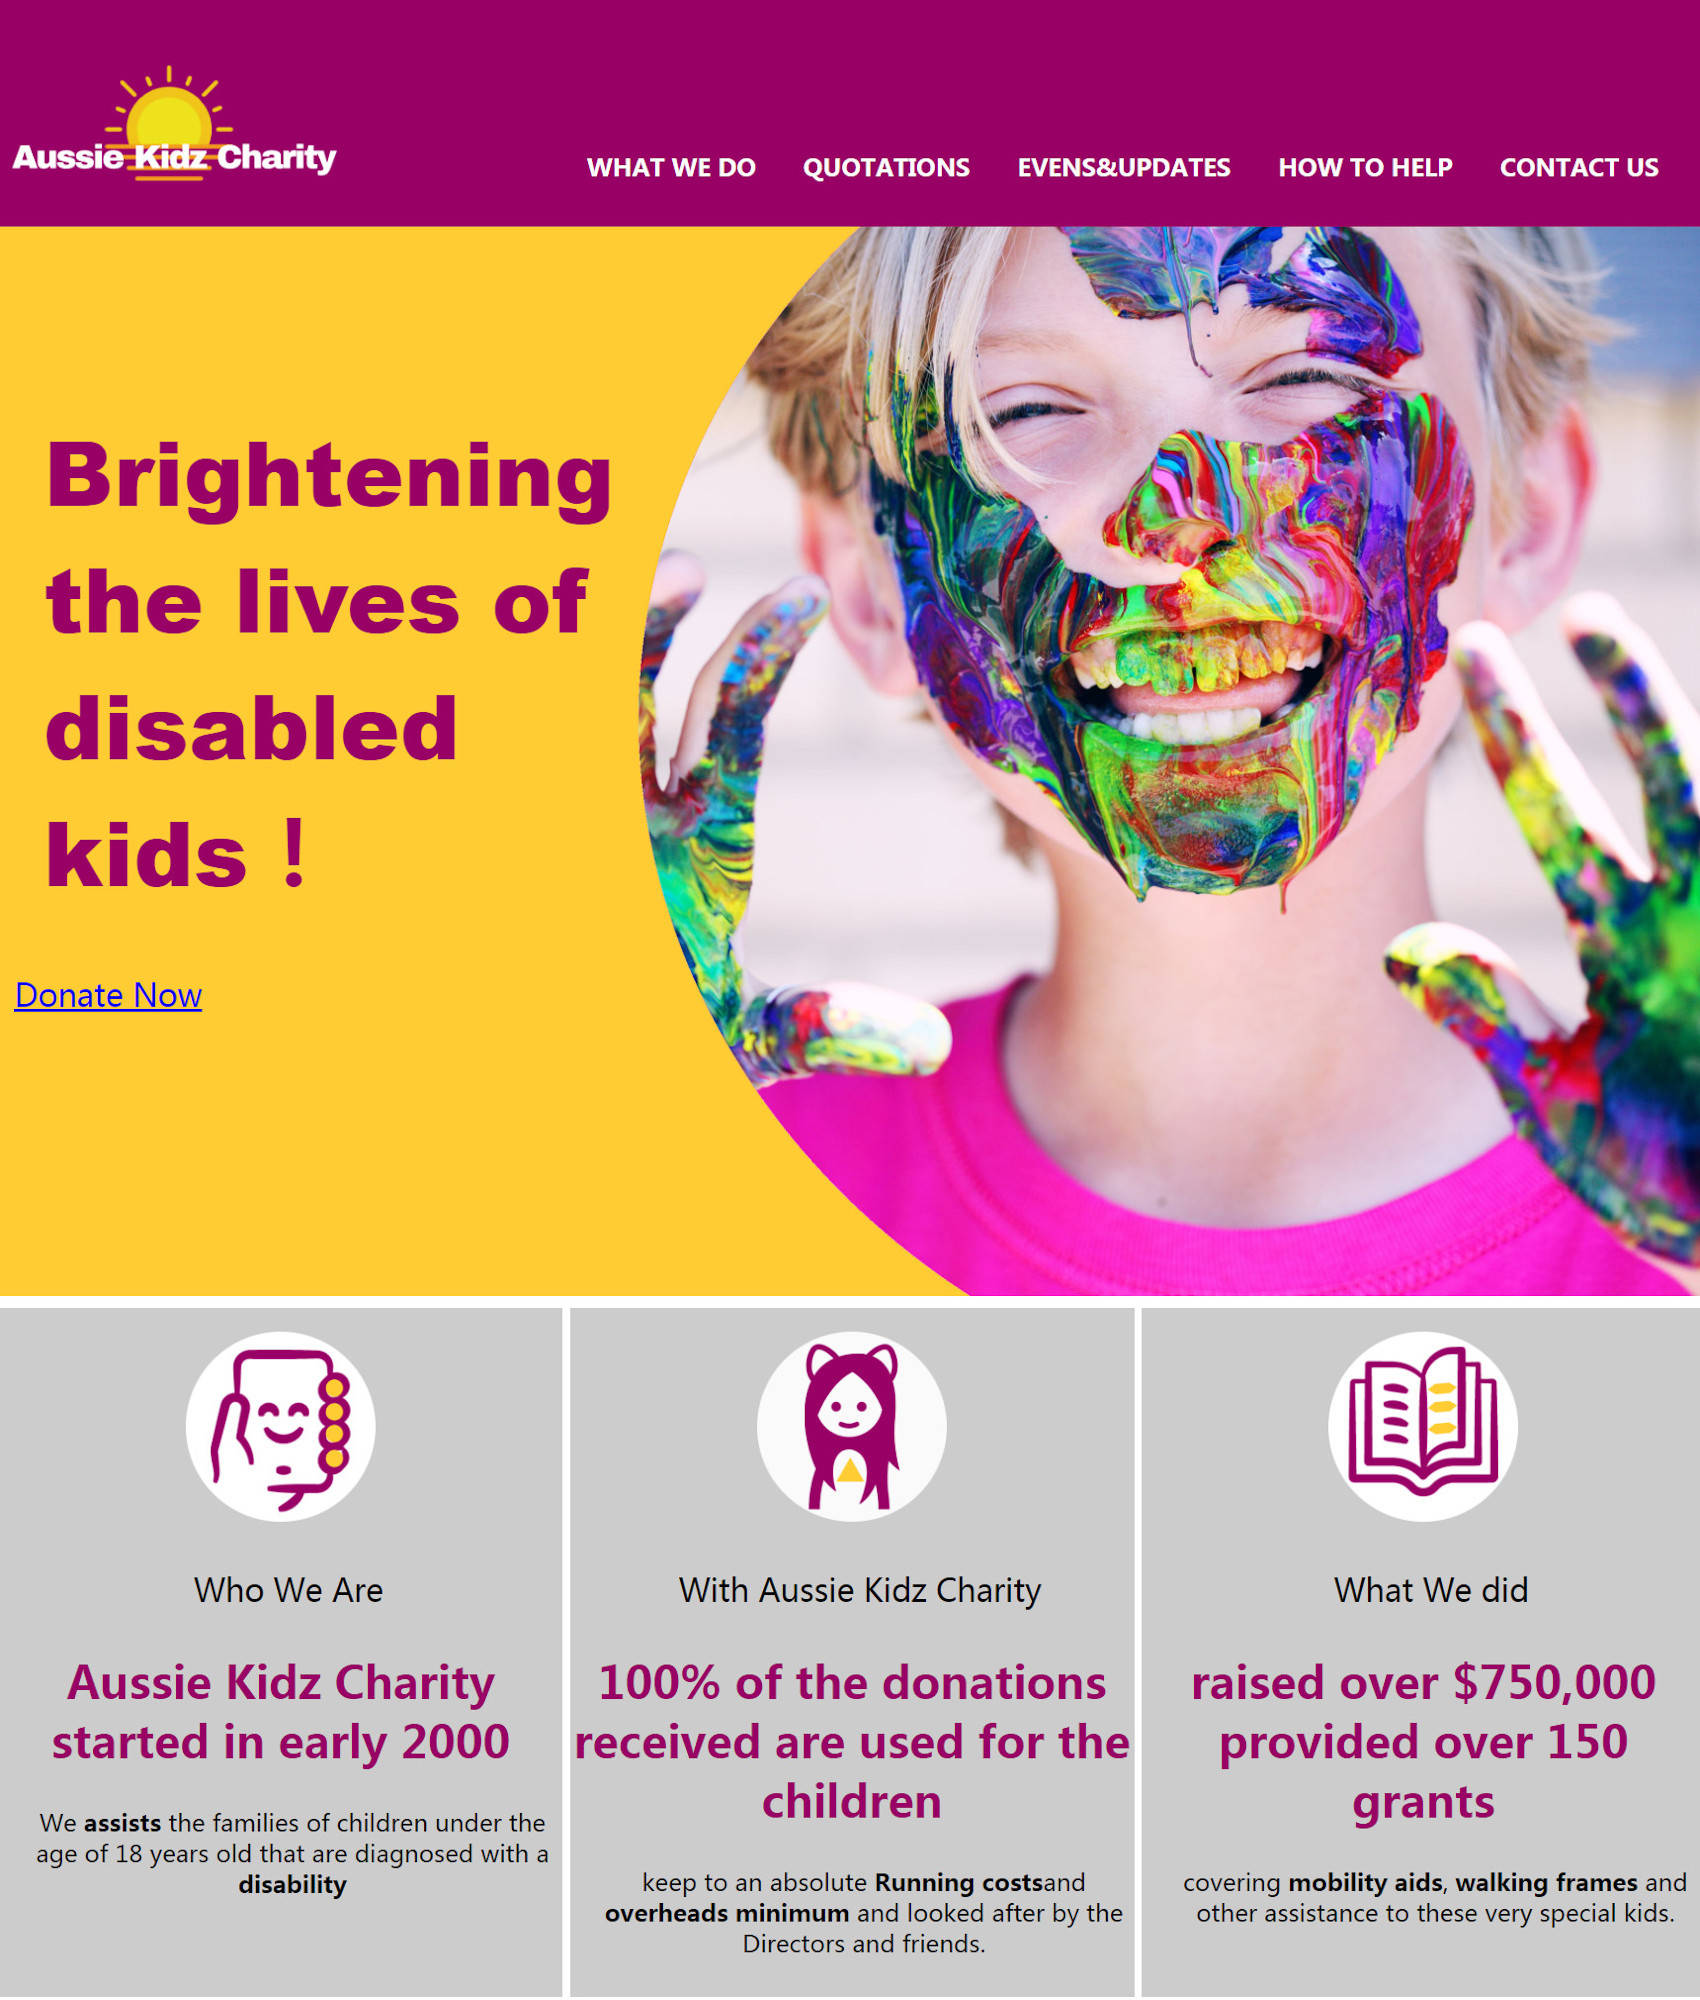 Aussie Kidz Charity
WHAT WE DO QUOTATIONS EVENS&UPDATES HOW TO HELP CONTACT US
Brightening
the lives of
disabled
kids！
Donate Now
Who We Are
Aussie Kidz Charity
started in early 2000
We assists the families of children under the
age of 18 years old that are diagnosed with a
disability
With Aussie Kidz Charity
100% of the donations
received are used for the
children
keep to an absolute Running costsand
overheads minimum and looked after by the
Directors and friends.
What We did
raised over $750,000
provided over 150
grants
covering mobility aids, walking frames and
other assistance to these very special kids.